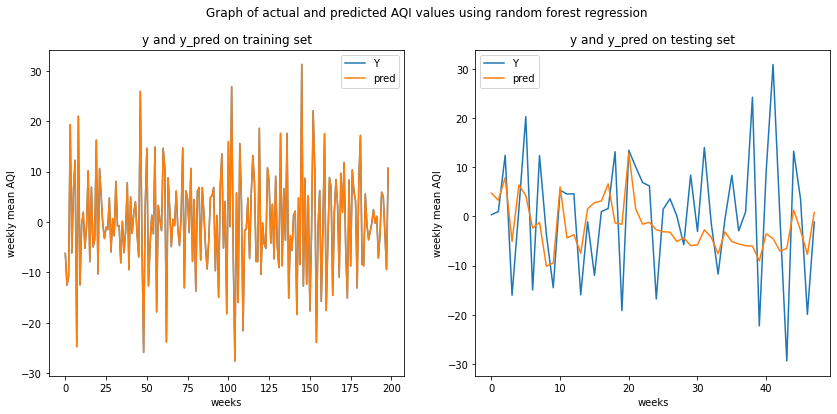 Graph of actual and predicted AQI values using random forest regression
y and y_pred on training set
Y
pred
weekly mean AQI
30
20
10
0
−10
−20
−30
0
25
50
75
100
125
150
175
200
weeks
y and y_pred on testing set
Y
pred
weekly mean AQI
30
20
10
0
−10
−20
−30
0
10
20
30
40
weeks